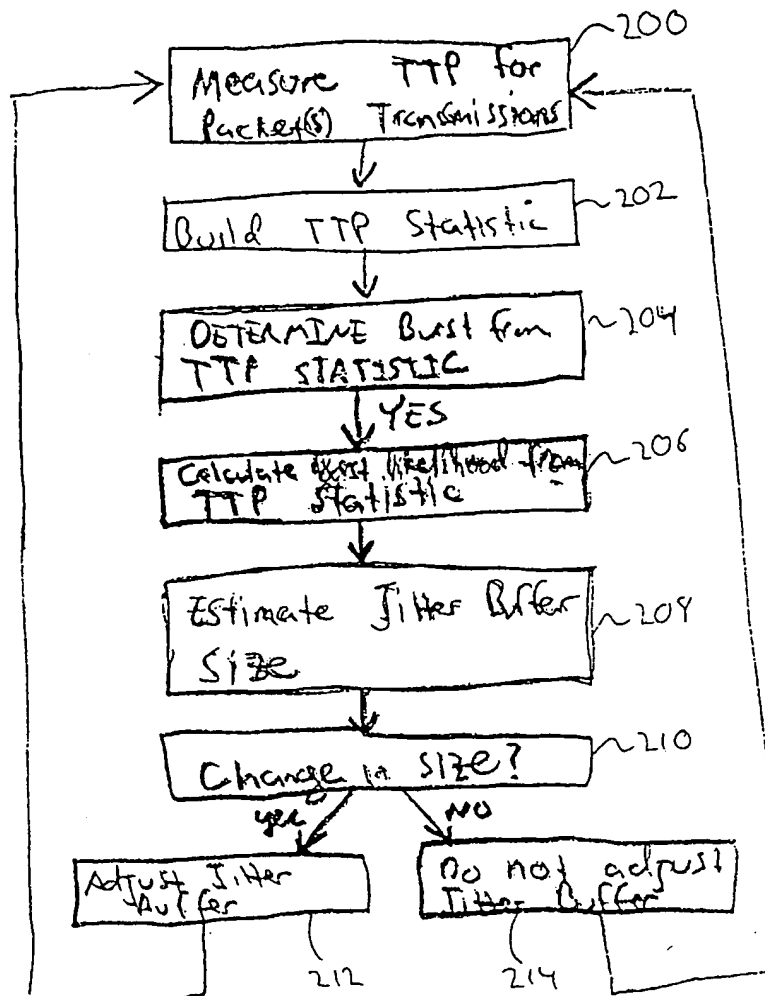 200
Measure TTP for
Packet(s) Transmissions
202
Build TTP Statistic
204
DETERMINE Burst from
TTP STATISTIC
YES
206
Calculate Burst likelihood from
TTP Statistic
208
Estimate Jitter Buffer
Size
210
Change in size?
yes
NO
Adjust Jitter
Buffer
Do not adjust
Jitter Buffer
212
214